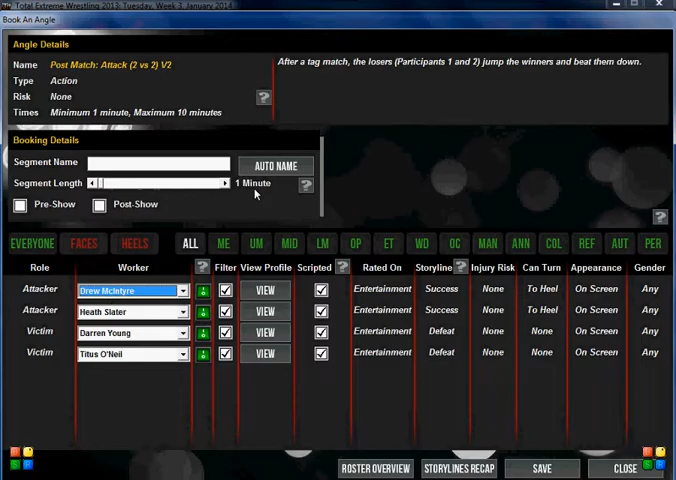 Total Extreme Wrestling 2013: Tuesday, Week 3, January 2014
Book An Angle
Angle Details
Name Post Match: Attack (2 vs 2) V2
Type Action
Risk None
Times Minimum 1 minute, Maximum 10 minutes
?
After a tag match, the losers (Participants 1 and 2) jump the winners and beat them down.
Booking Details
Segment Name AUTO NAME
Segment Length 1 Minute ?
Pre-Show Post-Show
?
EVERYONE FACES HEELS ALL ME UM MID LM OP ET WD OC MAN ANN COL REF AUT PER
Role Worker ? Filter View Profile Scripted ? Rated On Storyline ? Injury Risk Can Turn Appearance Gender
Attacker Drew McIntyre VIEW Entertainment Success None To Heel On Screen Any
Attacker Heath Slater VIEW Entertainment Success None To Heel On Screen Any
Victim Darren Young VIEW Entertainment Defeat None None On Screen Any
Victim Titus O'Neil VIEW Entertainment Defeat None None On Screen Any
ROSTER OVERVIEW STORYLINES RECAP SAVE CLOSE